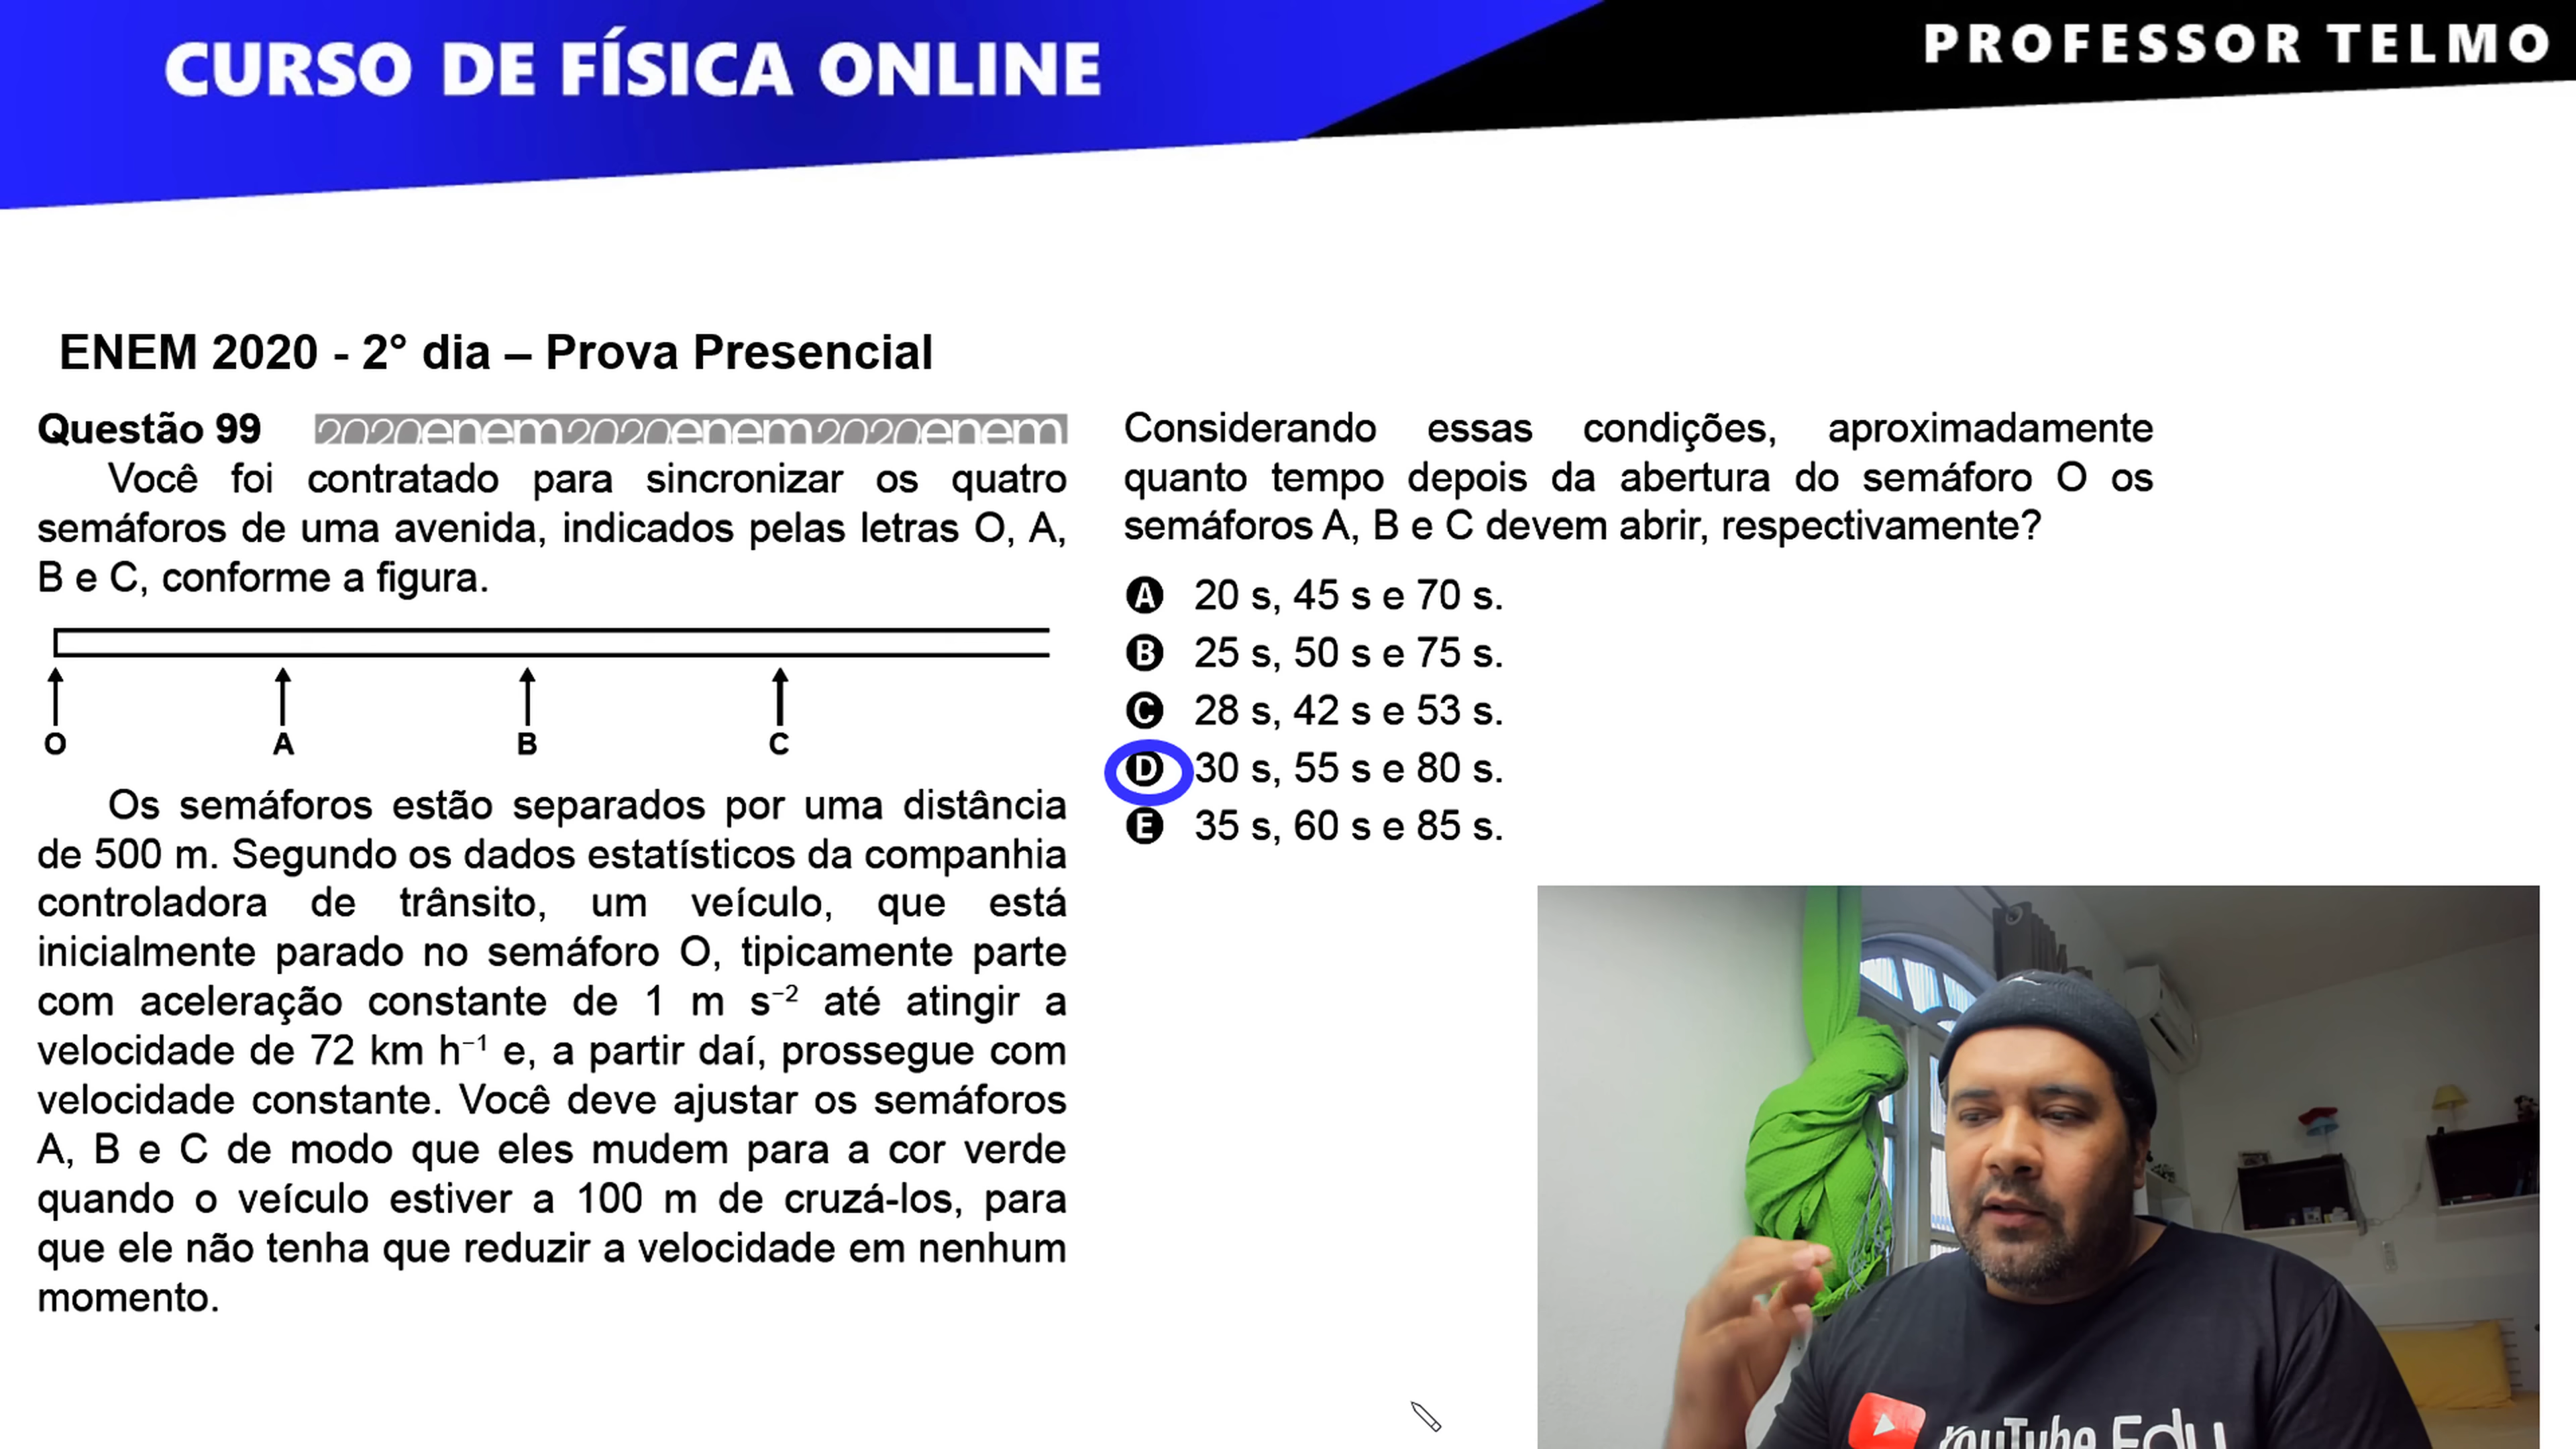 CURSO DE FÍSICA ONLINE
PROFESSOR TELMO
ENEM 2020 - 2° dia – Prova Presencial
Questão 99 2020enem2020enem2020enem
Você foi contratado para sincronizar os quatro
semáforos de uma avenida, indicados pelas letras O, A,
B e C, conforme a figura.
O A B C
Os semáforos estão separados por uma distância
de 500 m. Segundo os dados estatísticos da companhia
controladora de trânsito, um veículo, que está
inicialmente parado no semáforo O, tipicamente parte
com aceleração constante de 1 m s⁻² até atingir a
velocidade de 72 km h⁻¹ e, a partir daí, prossegue com
velocidade constante. Você deve ajustar os semáforos
A, B e C de modo que eles mudem para a cor verde
quando o veículo estiver a 100 m de cruzá-los, para
que ele não tenha que reduzir a velocidade em nenhum
momento.
Considerando essas condições, aproximadamente
quanto tempo depois da abertura do semáforo O os
semáforos A, B e C devem abrir, respectivamente?
A 20 s, 45 s e 70 s.
B 25 s, 50 s e 75 s.
C 28 s, 42 s e 53 s.
D 30 s, 55 s e 80 s.
E 35 s, 60 s e 85 s.
YouTube Edu